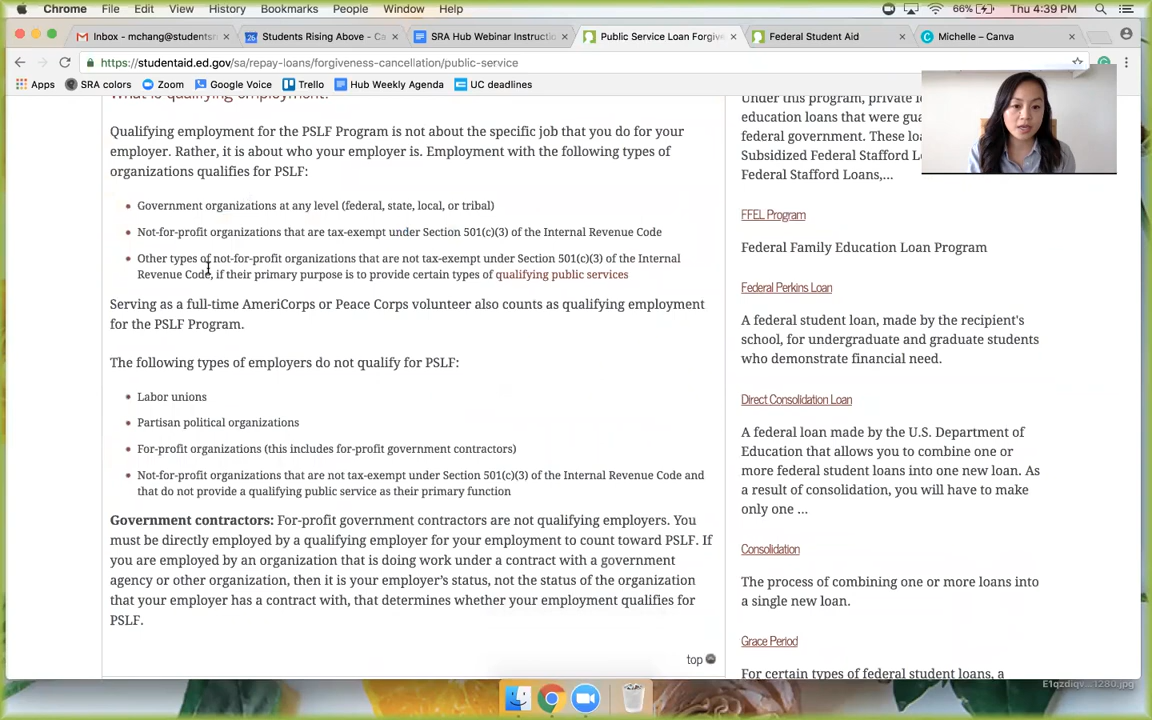 Chrome File Edit View History Bookmarks People Window Help 66% Thu 4:39 PM
Inbox - mchang@studentsr
26 Students Rising Above - Ca
SRA Hub Webinar Instructio
Public Service Loan Forgive
Federal Student Aid
Michelle – Canva
https://studentaid.ed.gov/sa/repay-loans/forgiveness-cancellation/public-service
Apps SRA colors Zoom Google Voice Trello Hub Weekly Agenda UC deadlines
What is qualifying employment?
Qualifying employment for the PSLF Program is not about the specific job that you do for your
employer. Rather, it is about who your employer is. Employment with the following types of
organizations qualifies for PSLF:
Government organizations at any level (federal, state, local, or tribal)
Not-for-profit organizations that are tax-exempt under Section 501(c)(3) of the Internal Revenue Code
Other types of not-for-profit organizations that are not tax-exempt under Section 501(c)(3) of the Internal
Revenue Code, if their primary purpose is to provide certain types of qualifying public services
Serving as a full-time AmeriCorps or Peace Corps volunteer also counts as qualifying employment
for the PSLF Program.
The following types of employers do not qualify for PSLF:
Labor unions
Partisan political organizations
For-profit organizations (this includes for-profit government contractors)
Not-for-profit organizations that are not tax-exempt under Section 501(c)(3) of the Internal Revenue Code and
that do not provide a qualifying public service as their primary function
Government contractors: For-profit government contractors are not qualifying employers. You
must be directly employed by a qualifying employer for your employment to count toward PSLF. If
you are employed by an organization that is doing work under a contract with a government
agency or other organization, then it is your employer's status, not the status of the organization
that your employer has a contract with, that determines whether your employment qualifies for
PSLF.
top
Under this program, private
education loans that were gua
federal government. These loa
Subsidized Federal Stafford L
Federal Stafford Loans,...
FFEL Program
Federal Family Education Loan Program
Federal Perkins Loan
A federal student loan, made by the recipient's
school, for undergraduate and graduate students
who demonstrate financial need.
Direct Consolidation Loan
A federal loan made by the U.S. Department of
Education that allows you to combine one or
more federal student loans into one new loan. As
a result of consolidation, you will have to make
only one ...
Consolidation
The process of combining one or more loans into
a single new loan.
Grace Period
For certain types of federal student loans, a
E1qzdiqv...1280.jpg